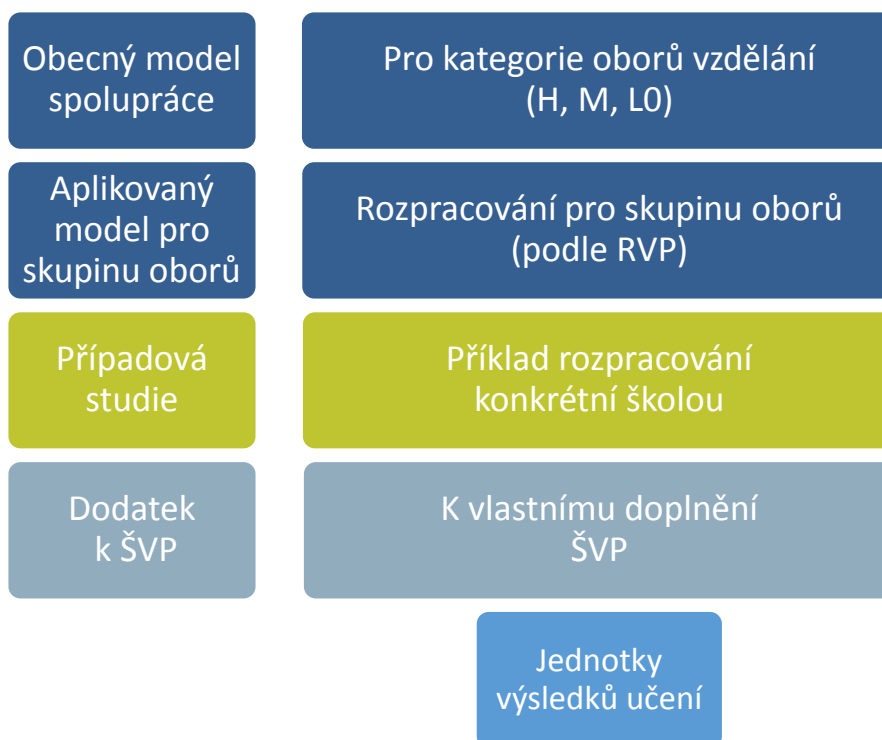 Obecný model
spolupráce
Pro kategorie oborů vzdělání
(H, M, L0)
Aplikovaný
model pro
skupinu oborů
Rozpracování pro skupinu oborů
(podle RVP)
Případová
studie
Příklad rozpracování
konkrétní školou
Dodatek
k ŠVP
K vlastnímu doplnění
ŠVP
Jednotky
výsledků učení